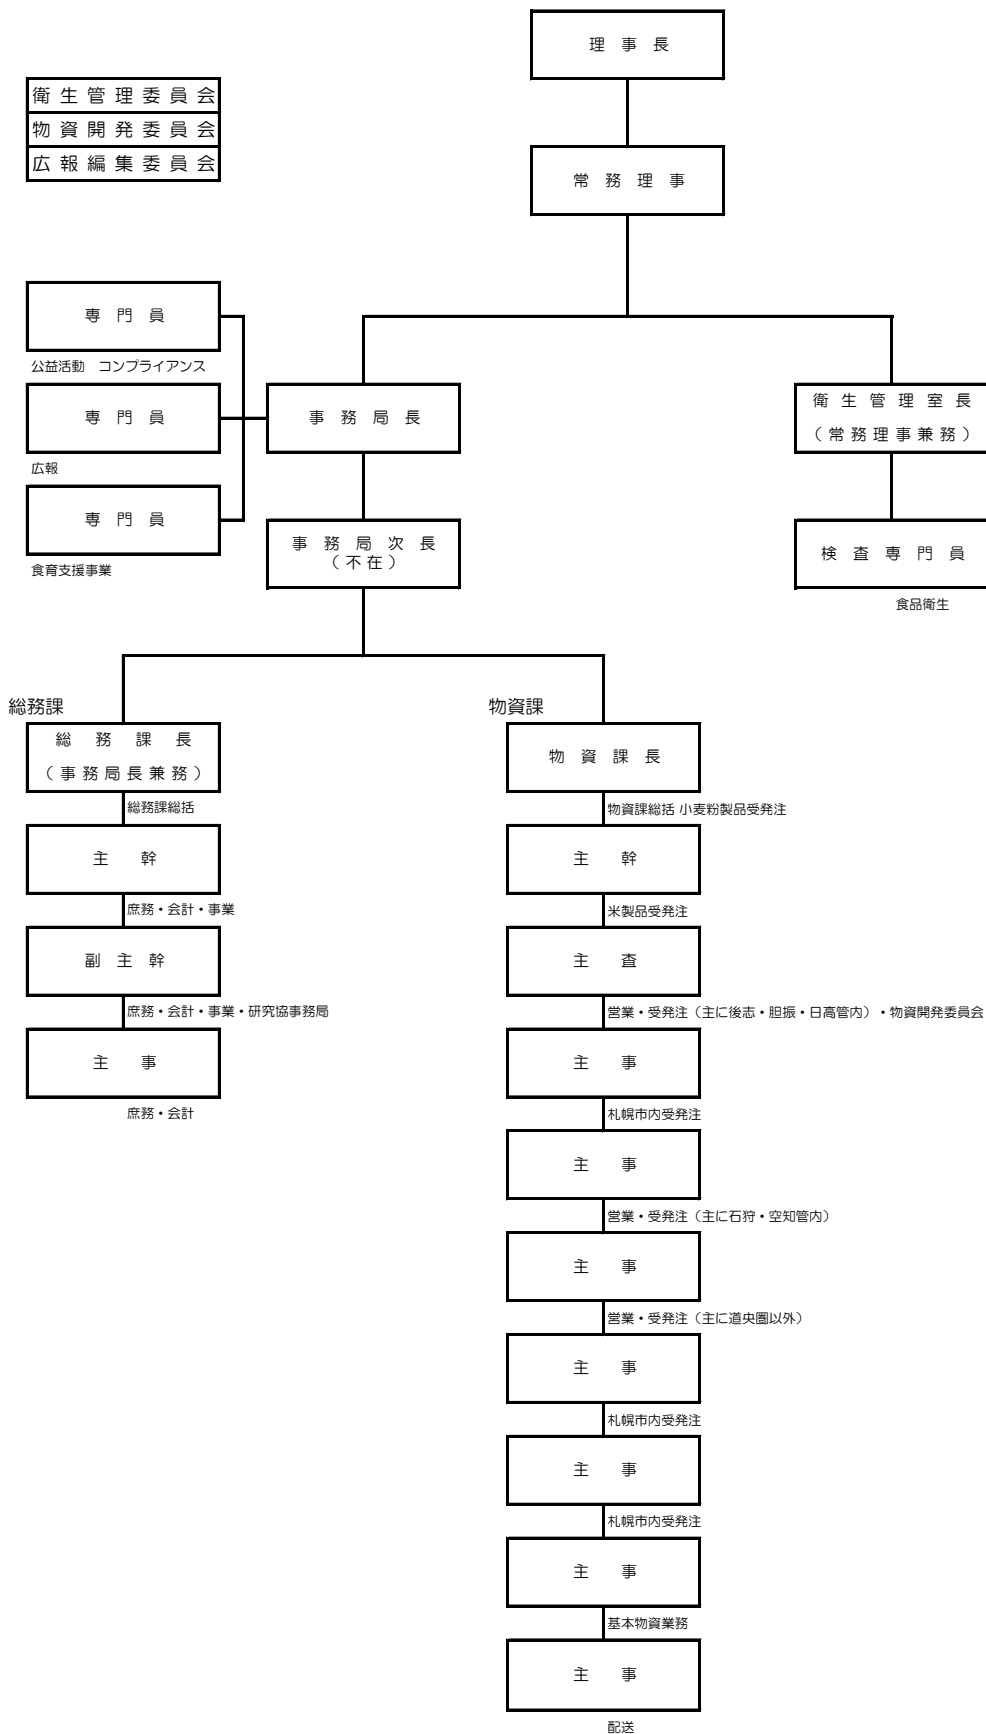 理事長
衛生管理委員会
物資開発委員会
広報編集委員会
常務理事
専門員
公益活動　コンプライアンス
専門員
広報
専門員
食育支援事業
事務局長
事務局次長
（不在）
衛生管理室長
（常務理事兼務）
検査専門員
食品衛生
総務課
総務課長
（事務局長兼務）
総務課総括
主幹
庶務・会計・事業
副主幹
庶務・会計・事業・研究協事務局
主事
庶務・会計
物資課
物資課長
物資課総括 小麦粉製品受発注
主幹
米製品受発注
主査
営業・受発注（主に後志・胆振・日高管内）・物資開発委員会
主事
札幌市内受発注
主事
営業・受発注（主に石狩・空知管内）
主事
営業・受発注（主に道央圏以外）
主事
札幌市内受発注
主事
札幌市内受発注
主事
基本物資業務
主事
配送